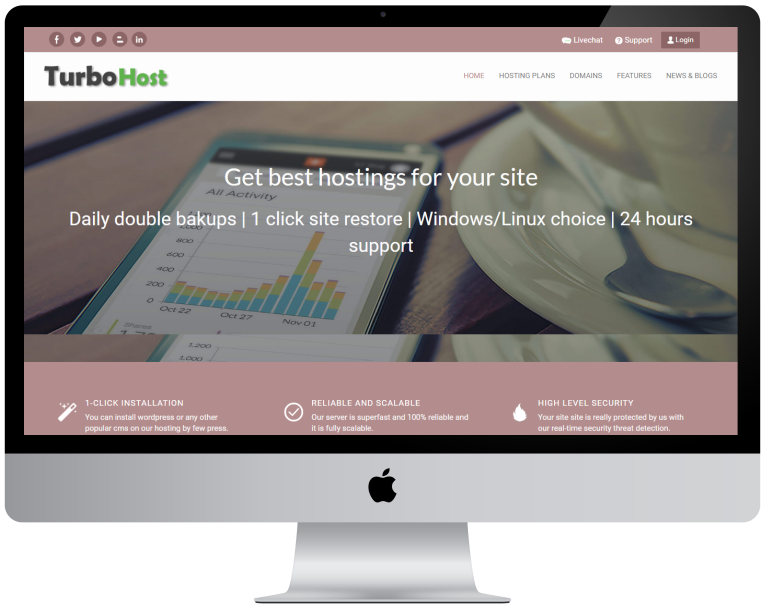 Livechat Support Login
TurboHost
HOME HOSTING PLANS DOMAINS FEATURES NEWS & BLOGS
Get best hostings for your site
All Activity
Daily double bakups | 1 click site restore | Windows/Linux choice | 24 hours
support
1,000
800
600
400
200
0
Oct 22 Oct 27 Nov 01
Shares
1,200
1,000
1-CLICK INSTALLATION
You can install wordpress or any other
popular cms on our hosting by few press.
RELIABLE AND SCALABLE
Our server is superfast and 100% reliable and
it is fully scalable.
HIGH LEVEL SECURITY
Your site site is really protected by us with
our real-time security threat detection.